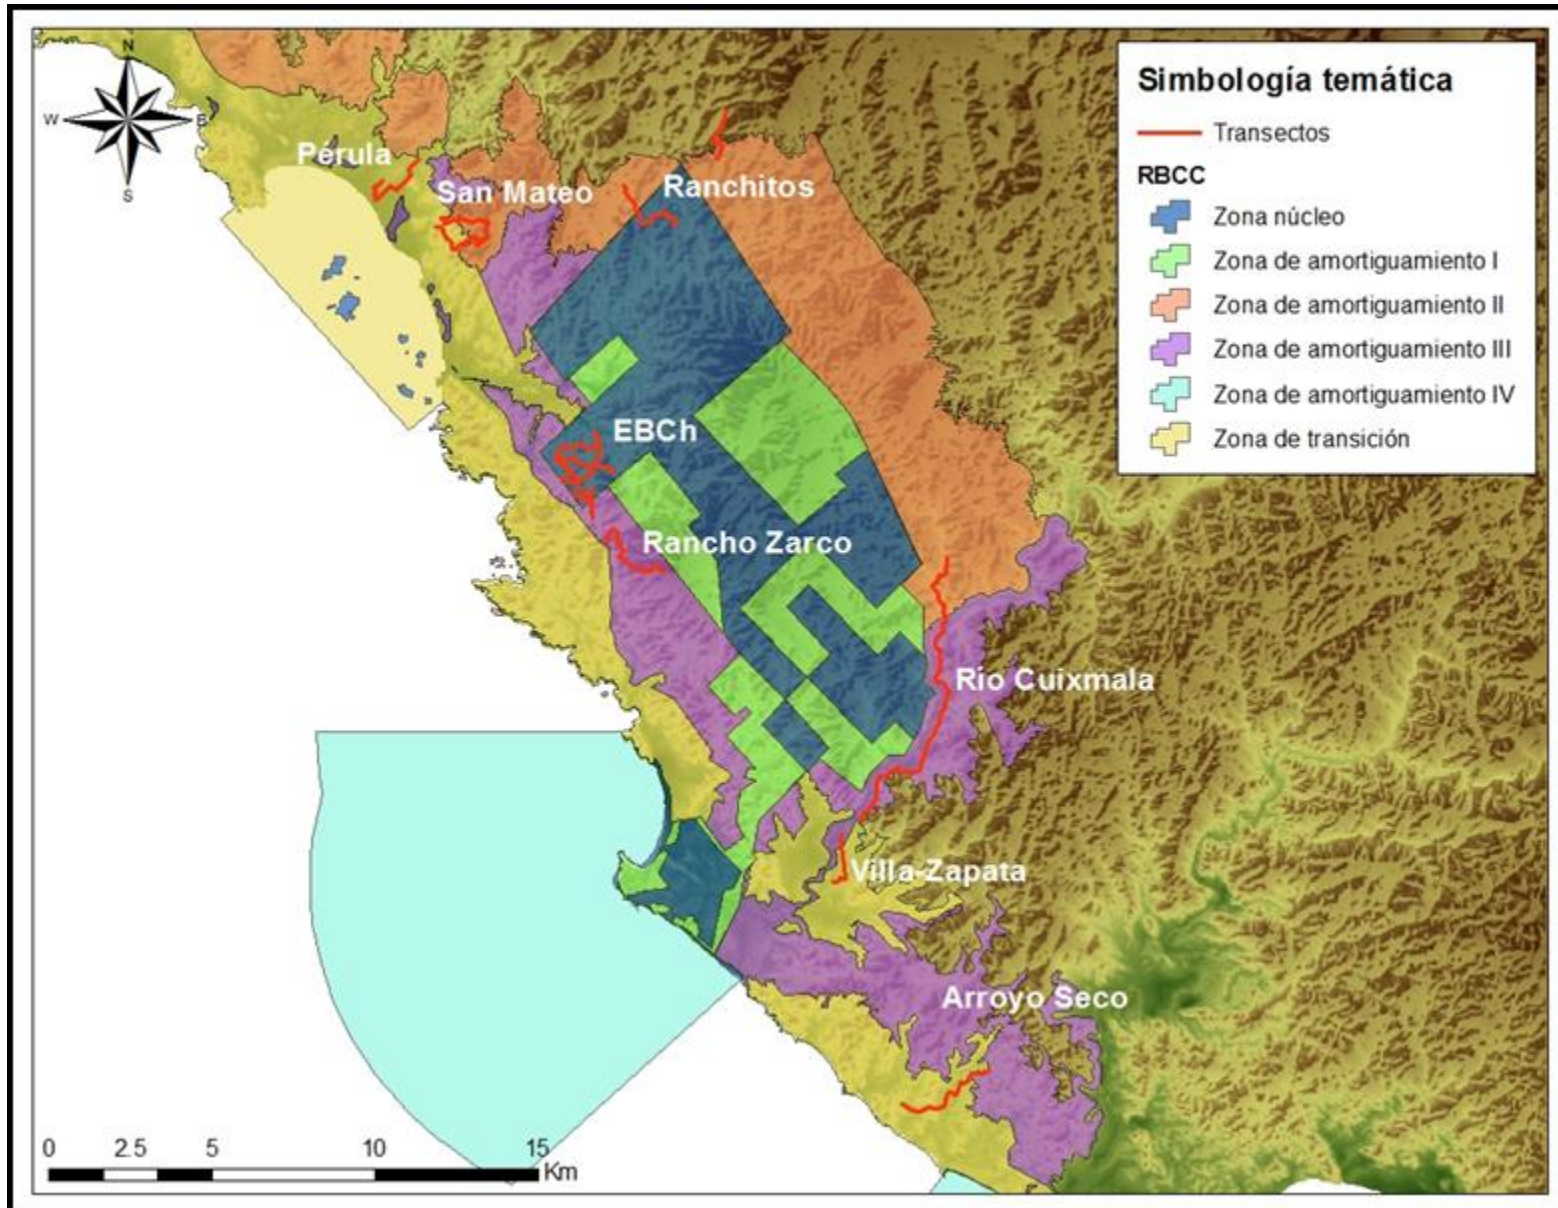 N
W
E
S
Pérula
San Mateo
Ranchitos
EBCh
Rancho Zarco
Río Cuixmala
Villa-Zapata
Arroyo Seco
Simbología temática
Transectos
RBCC
Zona núcleo
Zona de amortiguamiento I
Zona de amortiguamiento II
Zona de amortiguamiento III
Zona de amortiguamiento IV
Zona de transición
0 2.5 5 10 15
Km